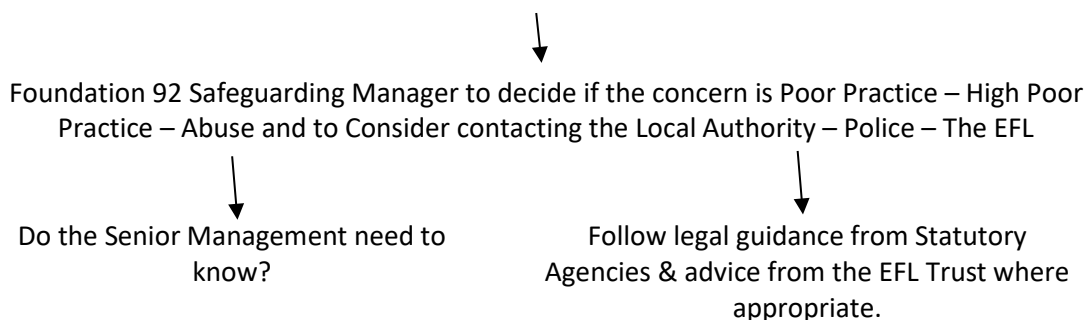 Foundation 92 Safeguarding Manager to decide if the concern is Poor Practice – High Poor
Practice – Abuse and to Consider contacting the Local Authority – Police – The EFL
Do the Senior Management need to
know?
Follow legal guidance from Statutory
Agencies & advice from the EFL Trust where
appropriate.